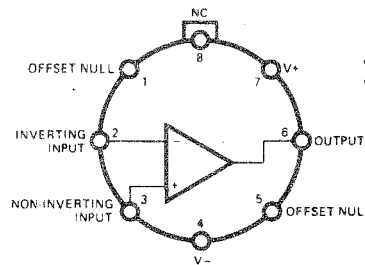 NC
8
OFFSET NULL
1
7
V+
INVERTING
INPUT
2
−
6
OUTPUT
NON-INVERTING
INPUT
3
+
5
OFFSET NUL
4
V−